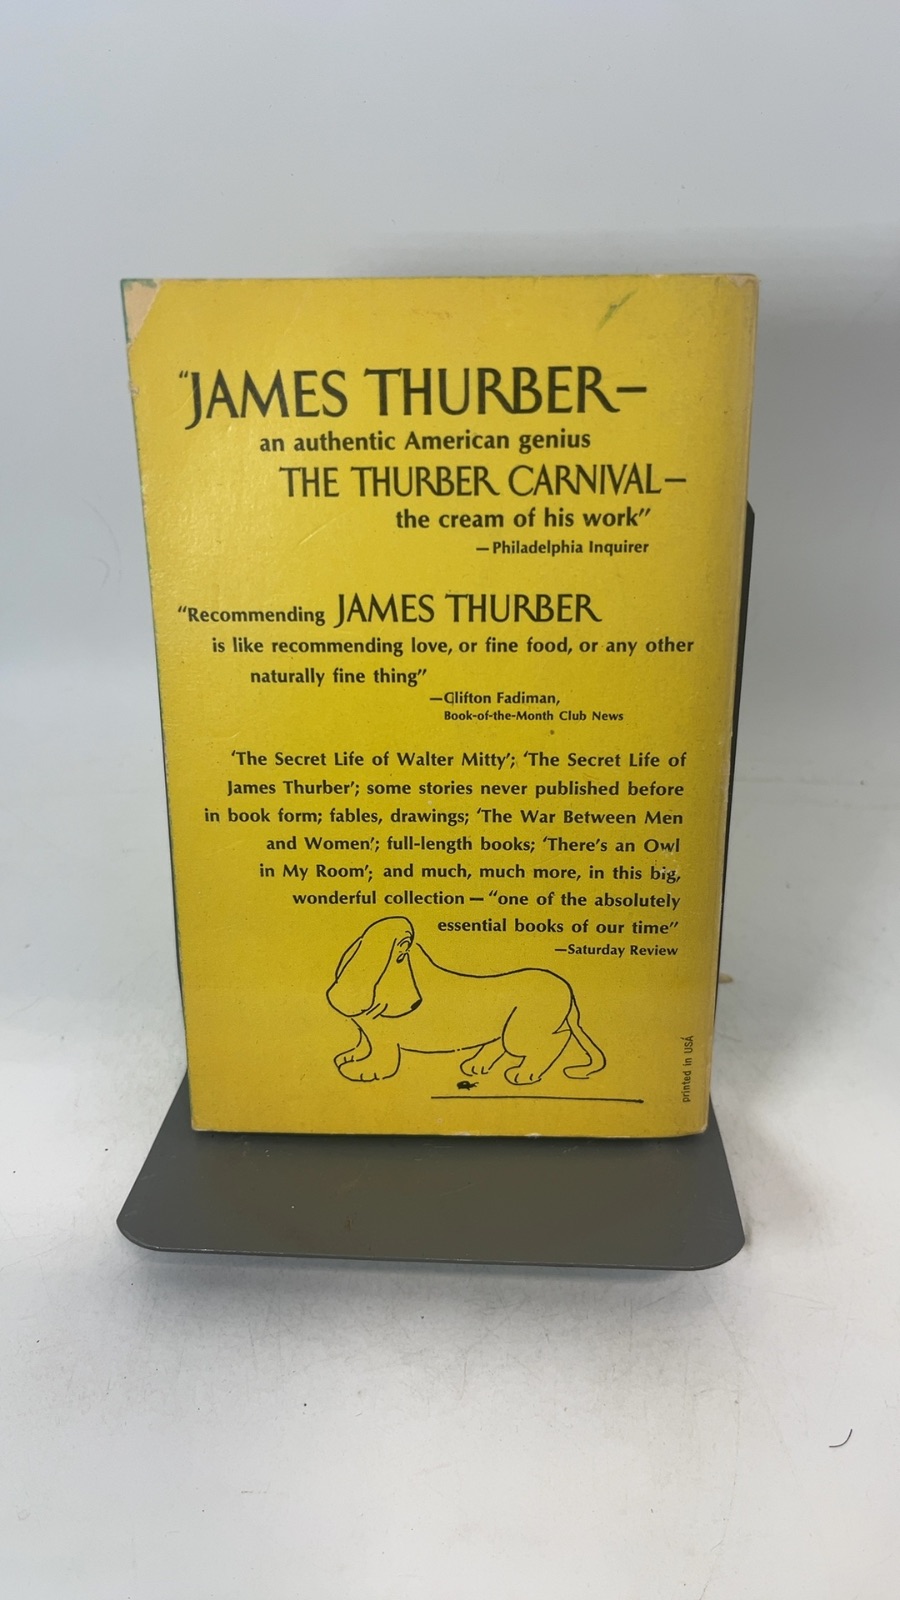 "JAMES THURBER—
an authentic American genius
THE THURBER CARNIVAL—
the cream of his work"
—Philadelphia Inquirer
"Recommending JAMES THURBER
is like recommending love, or fine food, or any other
naturally fine thing"
—Clifton Fadiman,
Book-of-the-Month Club News
'The Secret Life of Walter Mitty'; 'The Secret Life of
James Thurber'; some stories never published before
in book form; fables, drawings; 'The War Between Men
and Women'; full-length books; 'There's an Owl
in My Room'; and much, much more, in this big,
wonderful collection — "one of the absolutely
essential books of our time"
—Saturday Review
printed in USA